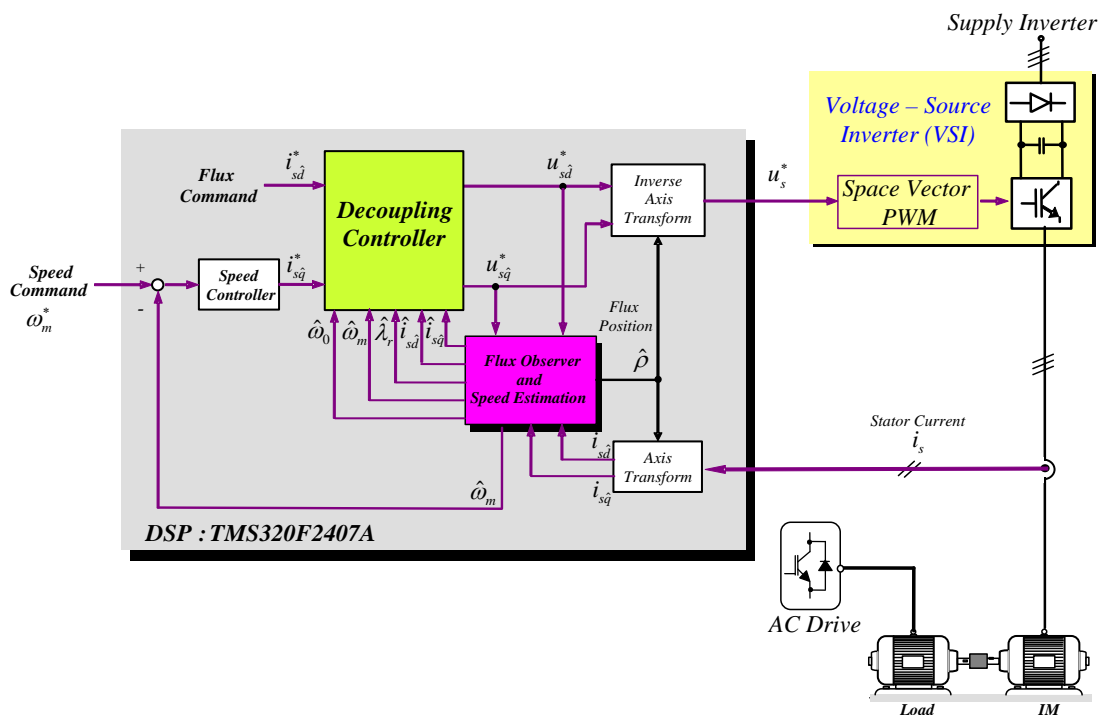 Supply Inverter
Voltage – Source
Inverter (VSI)
Space Vector
PWM
u*s
Flux
Command
i*sd̂
Decoupling
Controller
u*sd̂
Inverse
Axis
Transform
Speed
Command
ω*m
+
-
Speed
Controller
i*sq̂
u*sq̂
Flux
Position
ρ̂
ω̂0 ω̂m λ̂r îsd̂ îsq̂
Flux Observer
and
Speed Estimation
isd̂
isq̂
Axis
Transform
Stator Current
is
ω̂m
DSP : TMS320F2407A
AC Drive
Load
IM